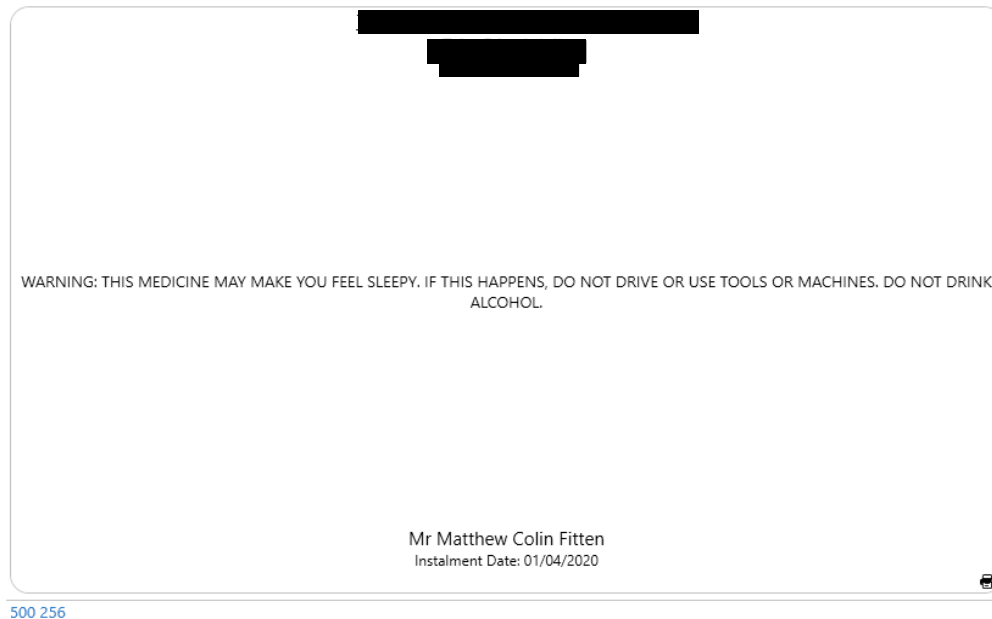 WARNING: THIS MEDICINE MAY MAKE YOU FEEL SLEEPY. IF THIS HAPPENS, DO NOT DRIVE OR USE TOOLS OR MACHINES. DO NOT DRINK
ALCOHOL.
Mr Matthew Colin Fitten
Instalment Date: 01/04/2020
500 256